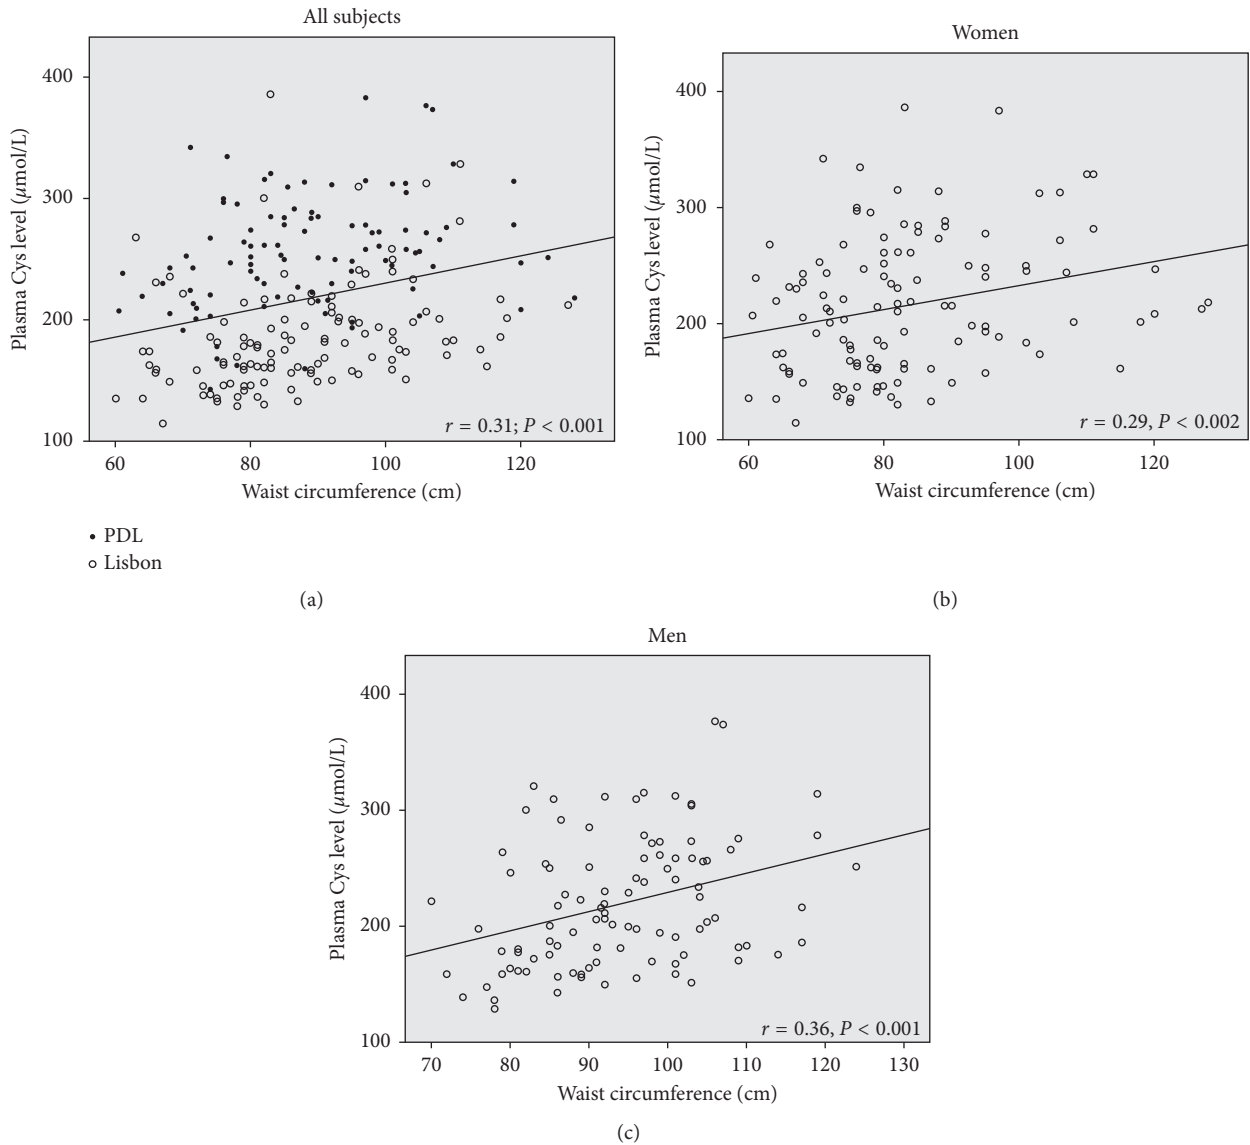 All subjects
Plasma Cys level (µmol/L)
400
300
200
100
r = 0.31; P < 0.001
60
80
100
120
Waist circumference (cm)
PDL
Lisbon
(a)
Women
Plasma Cys level (µmol/L)
400
300
200
100
r = 0.29, P < 0.002
60
80
100
120
Waist circumference (cm)
(b)
Men
Plasma Cys level (µmol/L)
400
300
200
100
r = 0.36, P < 0.001
70
80
90
100
110
120
130
Waist circumference (cm)
(c)